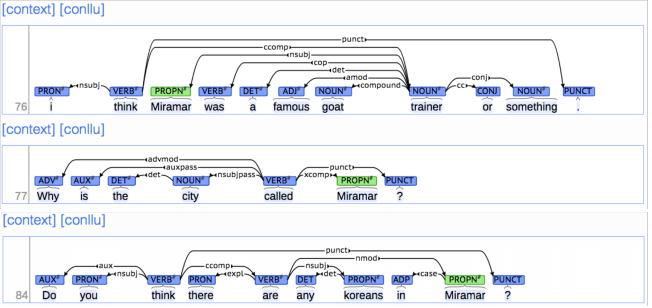 [context] [conllu]
punct
ccomp
nsubj
cop
det
nsubj amod compound cc conj
PRON# VERB# PROPN# VERB# DET# ADJ# NOUN# NOUN# CONJ NOUN# PUNCT
76 i think Miramar was a famous goat trainer or something .
[context] [conllu]
advmod
auxpass punct
det nsubjpass xcomp
ADV# AUX# DET# NOUN# VERB# PROPN# PUNCT
77 Why is the city called Miramar ?
[context] [conllu]
punct
nmod
aux ccomp nsubj
nsubj expl det case
AUX# PRON# VERB# PRON VERB# DET PROPN# ADP PROPN# PUNCT
84 Do you think there are any koreans in Miramar ?